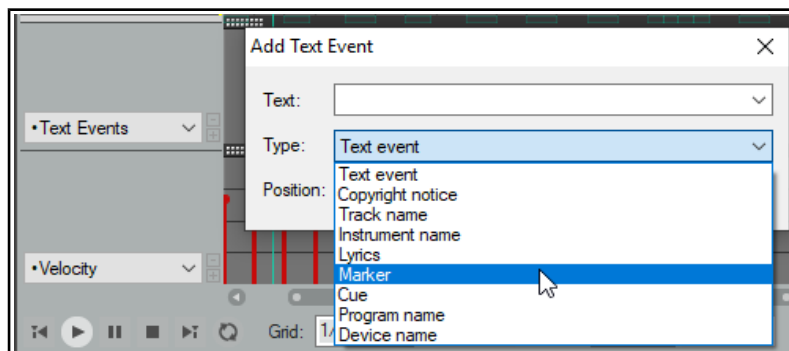 Add Text Event
Text:
•Text Events
Type: Text event
Text event
Position:
Copyright notice
Track name
Instrument name
Lyrics
•Velocity
Marker
Cue
Program name
Grid: 1/
Device name